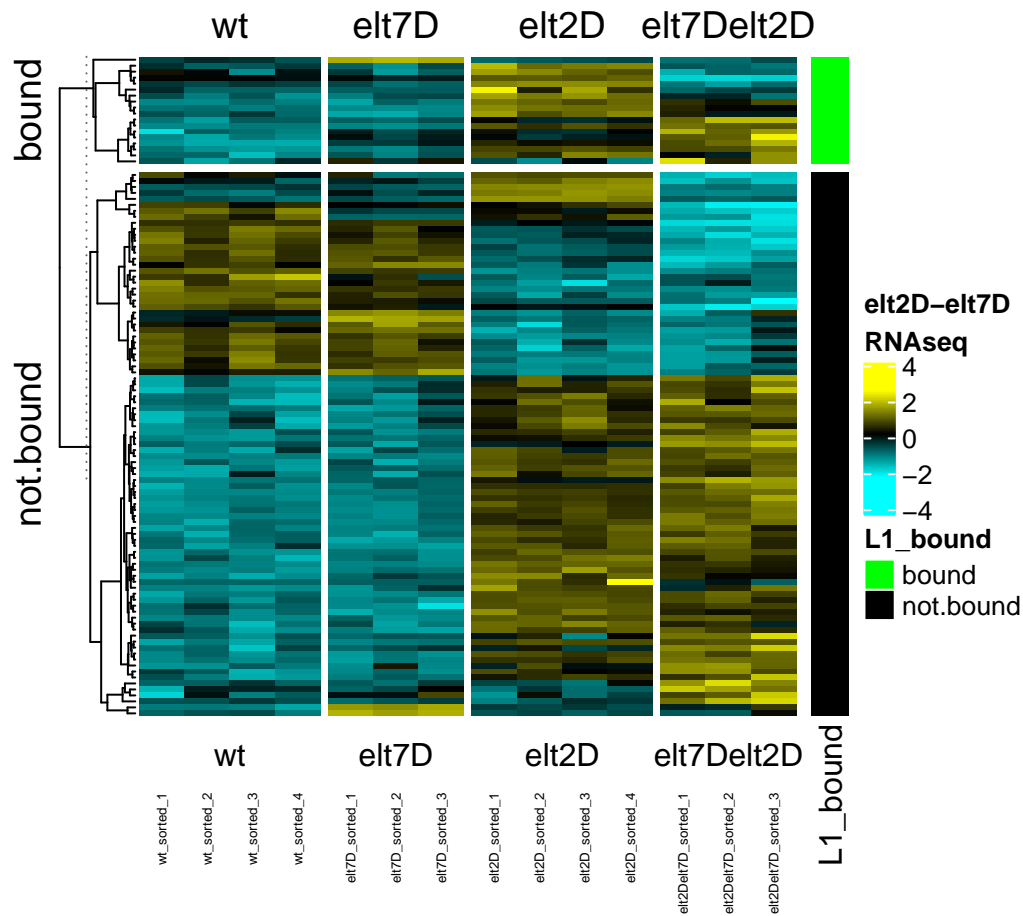 wt elt7D elt2D elt7Delt2D
bound
not.bound
elt2D−elt7D
RNAseq
4
2
0
−2
−4
L1_bound
bound
not.bound
wt elt7D elt2D elt7Delt2D
L1_bound
wt_sorted_1
wt_sorted_2
wt_sorted_3
wt_sorted_4
elt7D_sorted_1
elt7D_sorted_2
elt7D_sorted_3
elt2D_sorted_1
elt2D_sorted_2
elt2D_sorted_3
elt2D_sorted_4
elt2Delt7D_sorted_1
elt2Delt7D_sorted_2
elt2Delt7D_sorted_3